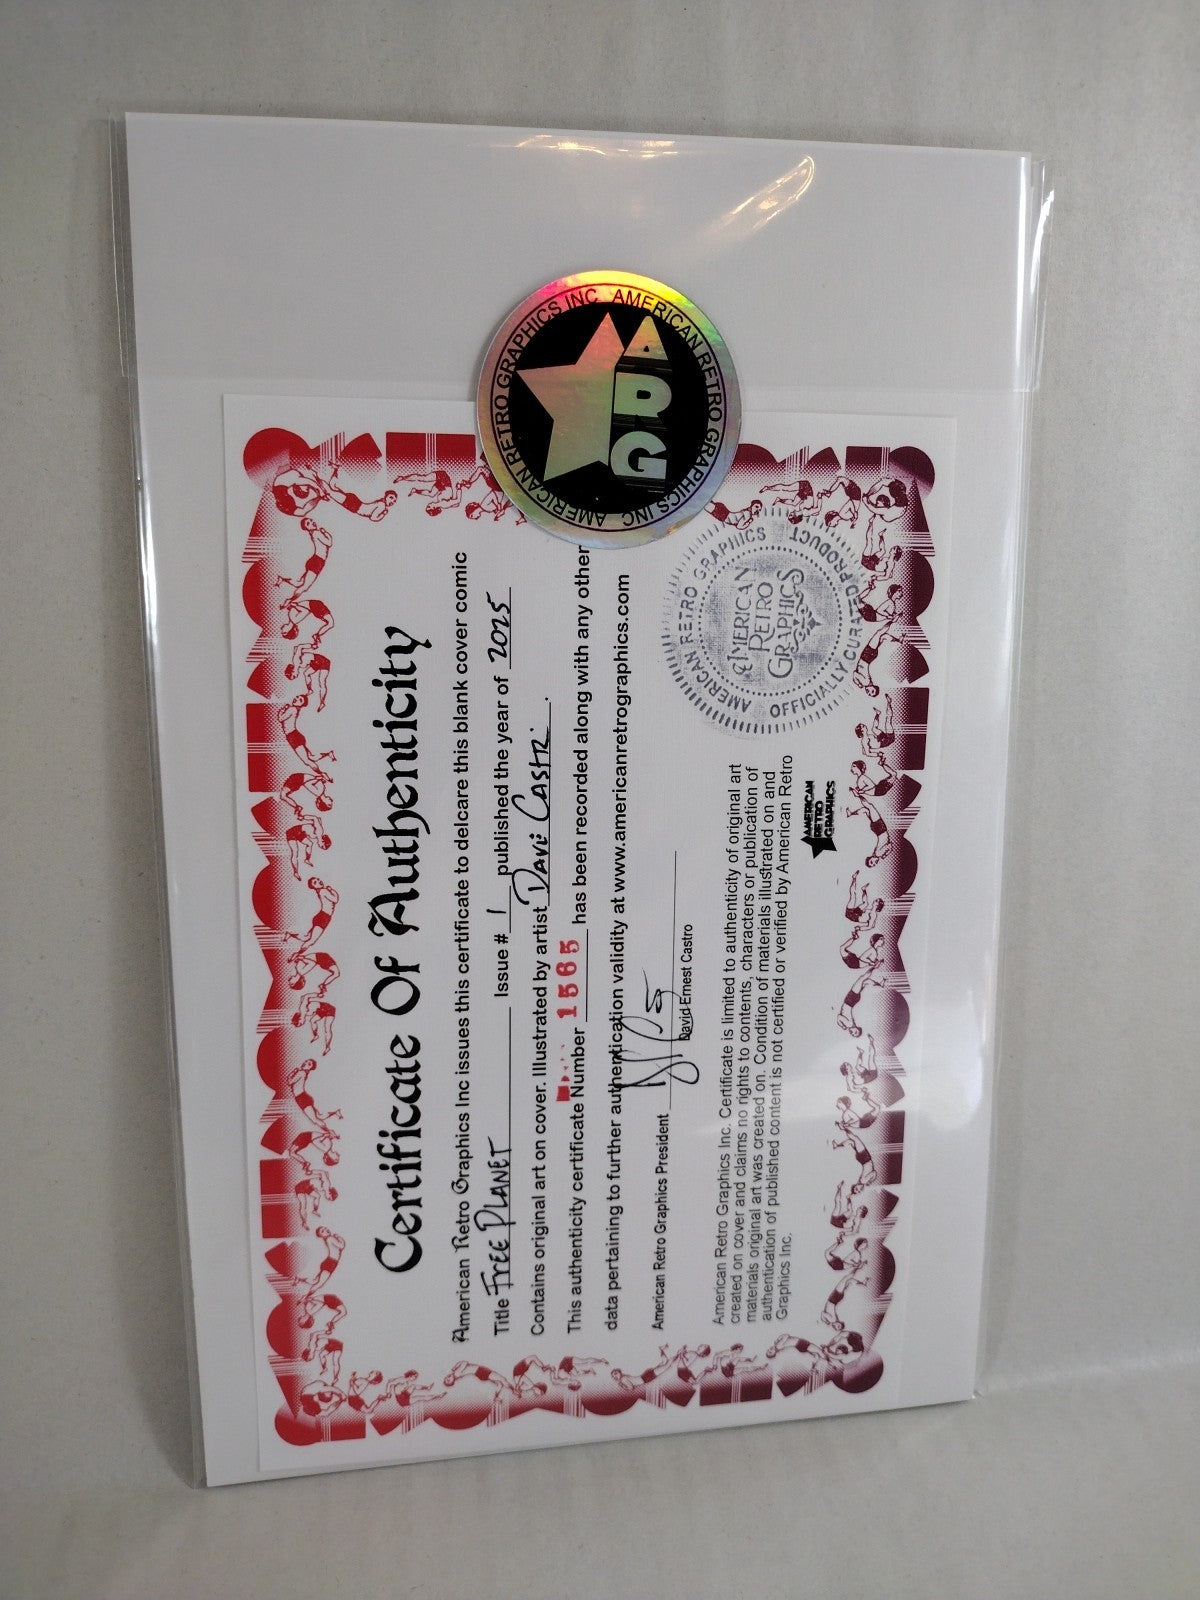 AMERICAN RETRO GRAPHICS INC. AMERICAN RETRO GRAPHICS INC.
ARG
Certificate Of Authenticity
American Retro Graphics Inc issues this certificate to delcare this blank cover comic
Title FREE PLANET Issue # 1 published the year of 2025
Contains original art on cover. Illustrated by artist DAVE CASTR.
This authenticity certificate Number 1565 has been recorded along with any other
data pertaining to further authentication validity at www.americanretrographics.com
American Retro Graphics President
David Ernest Castro
American Retro Graphics Inc. Certificate is limited to authenticity of original art
created on cover and claims no rights to contents, characters or publication of
materials original art was created on. Condition of materials illustrated on and
authentication of published content is not certified or verified by American Retro
Graphics Inc.
AMERICAN
RETRO
GRAPHICS
AMERICAN RETRO GRAPHICS
OFFICIALLY CURATED PRODUCT
AMERICAN
RETRO
GRAPHICS